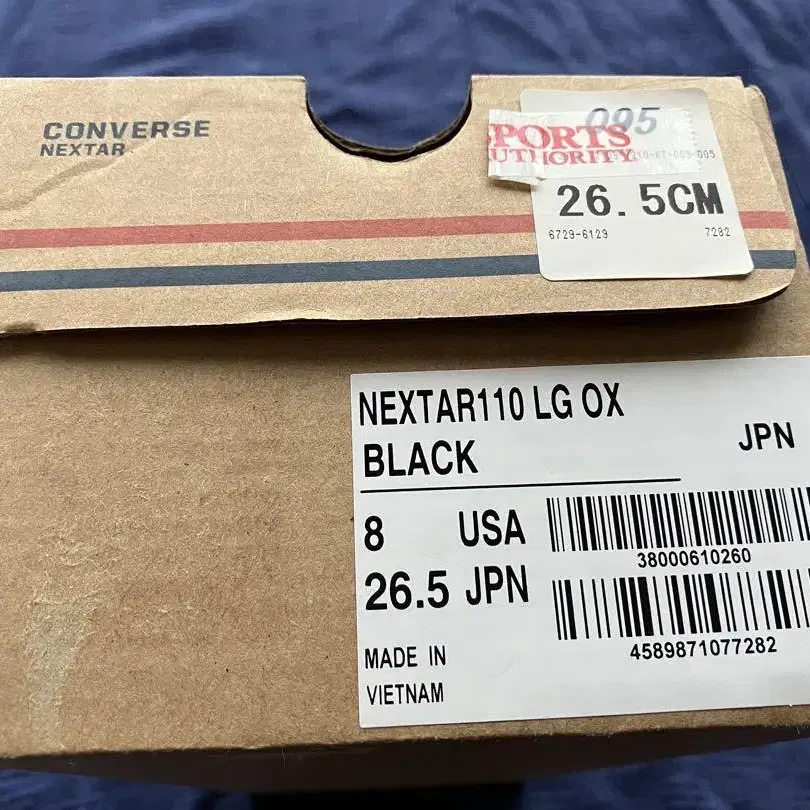 CONVERSE
NEXTAR
095
PORTS
UTHORITY
26.5CM
6729-6129 7282
NEXTAR110 LG OX
BLACK JPN
8 USA
38000610260
26.5 JPN
4589871077282
MADE IN
VIETNAM